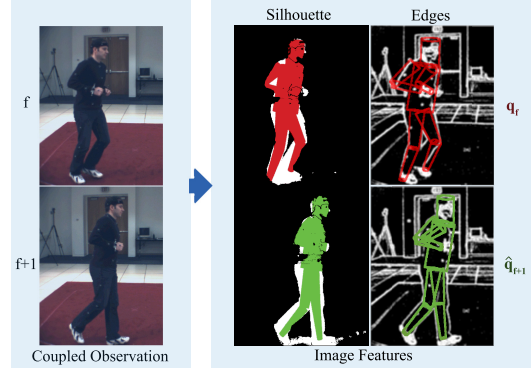 Silhouette Edges
f
q_f
f+1
q̂_f+1
Coupled Observation
Image Features